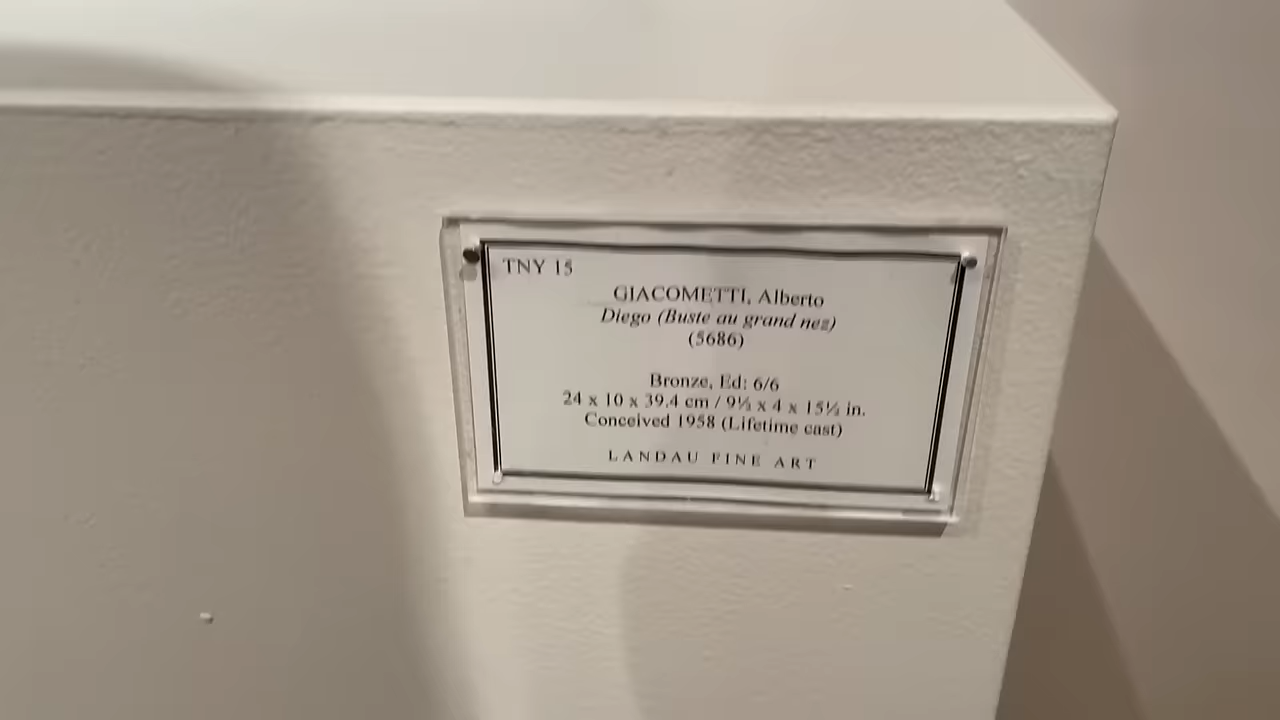 TNY 15
GIACOMETTI, Alberto
Diego (Buste au grand nez)
(5686)
Bronze, Ed: 6/6
24 x 10 x 39.4 cm / 9½ x 4 x 15½ in.
Conceived 1958 (Lifetime cast)
LANDAU FINE ART